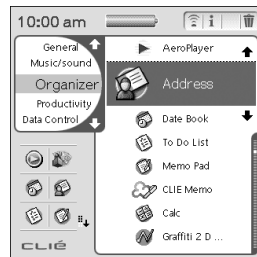 10:00 am
General
Music/sound
Organizer
Productivity
Data Control
AeroPlayer
Address
Date Book
To Do List
Memo Pad
CLIE Memo
Calc
Graffiti 2 D ...
CLIÉ